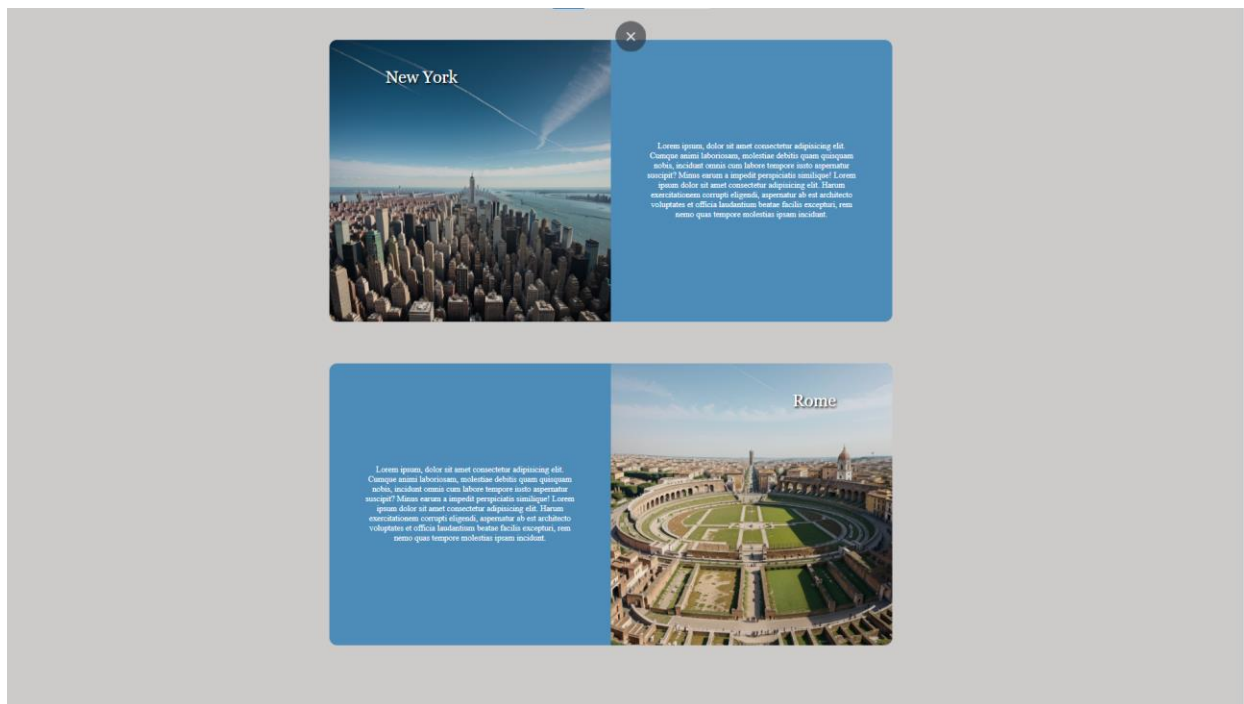 New York
Lorem ipsum, dolor sit amet consectetur adipisicing elit.
Cumque animi laboriosam, molestiae debitis quam quisquam
nobis, incidunt omnis cum labore tempore iusto aspernatur
suscipit? Minus earum a impedit perspiciatis similique! Lorem
ipsum dolor sit amet consectetur adipisicing elit. Harum
exercitationem corrupti eligendi, aspernatur ab est architecto
voluptates et officia laudantium beatae facilis excepturi, rem
nemo quas tempore molestias ipsam incidunt.
Rome
Lorem ipsum, dolor sit amet consectetur adipisicing elit.
Cumque animi laboriosam, molestiae debitis quam quisquam
nobis, incidunt omnis cum labore tempore iusto aspernatur
suscipit? Minus earum a impedit perspiciatis similique! Lorem
ipsum dolor sit amet consectetur adipisicing elit. Harum
exercitationem corrupti eligendi, aspernatur ab est architecto
voluptates et officia laudantium beatae facilis excepturi, rem
nemo quas tempore molestias ipsam incidunt.